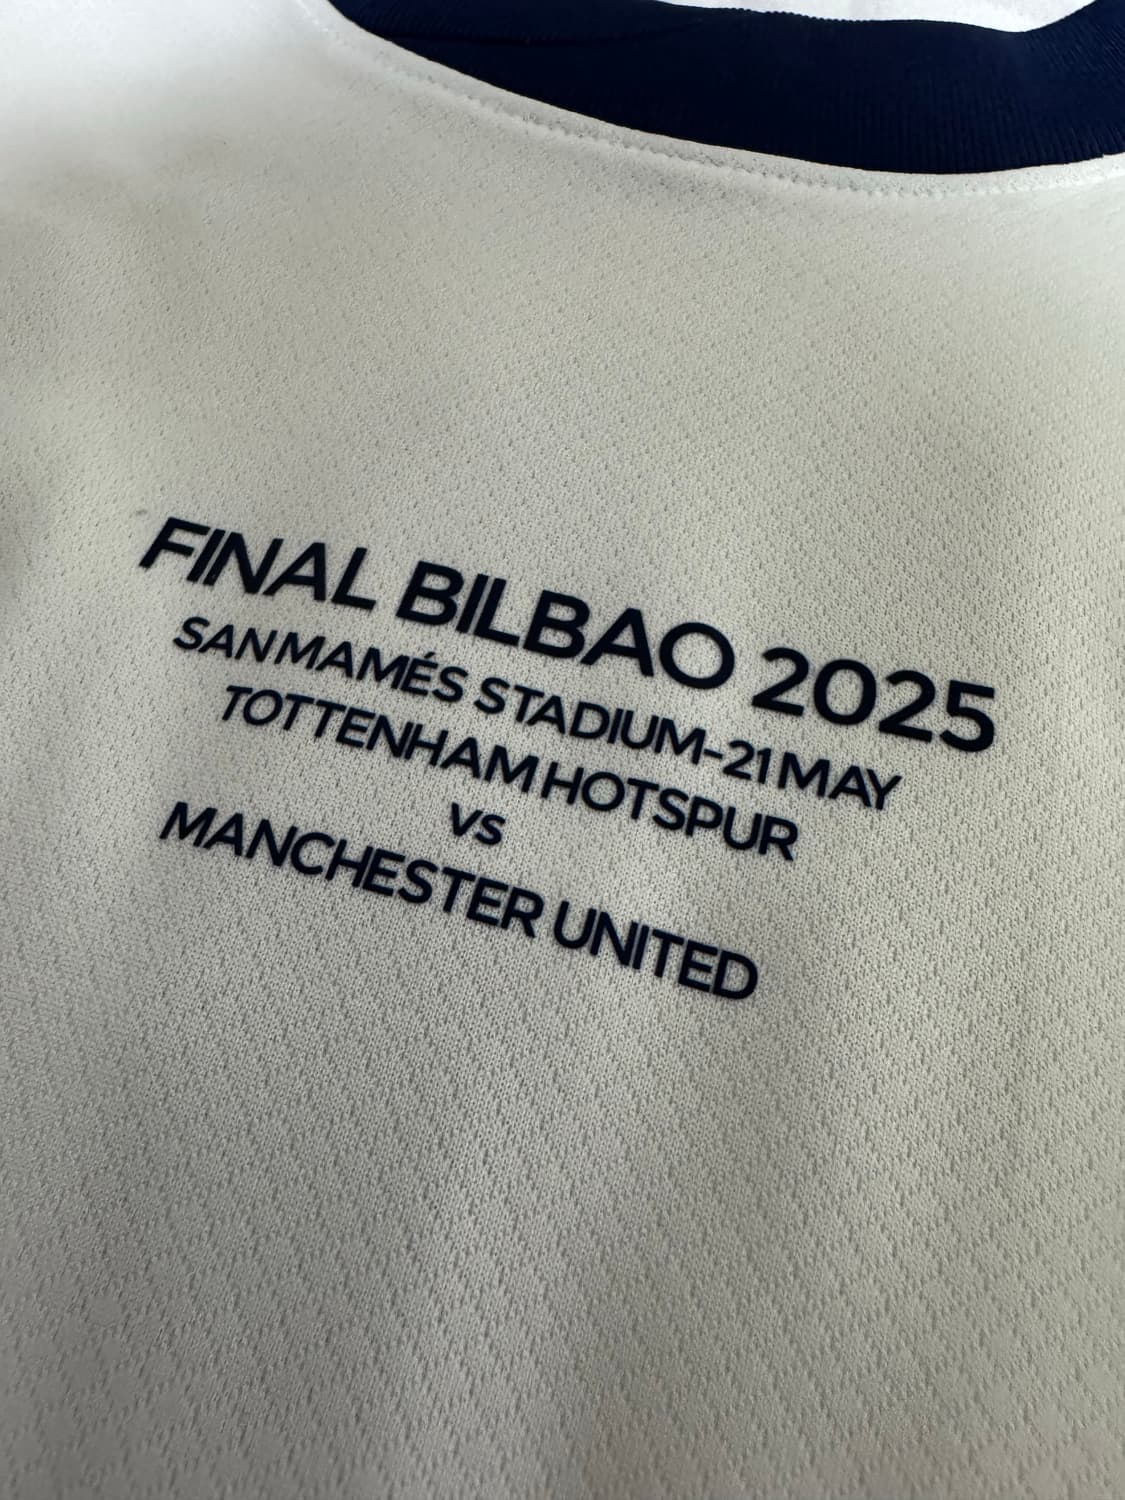 FINAL BILBAO 2025
SAN MAMÉS STADIUM-21 MAY
TOTTENHAM HOTSPUR
VS
MANCHESTER UNITED